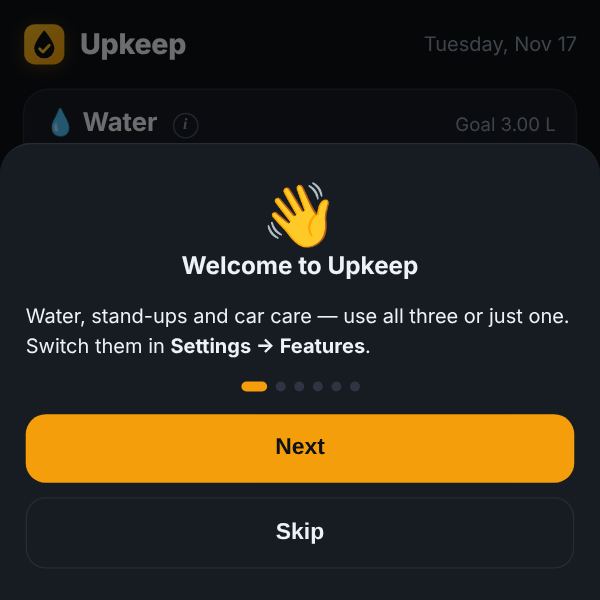 Upkeep
Tuesday, Nov 17
Water i
Goal 3.00 L
Welcome to Upkeep
Water, stand-ups and car care — use all three or just one.
Switch them in Settings → Features.
Next
Skip